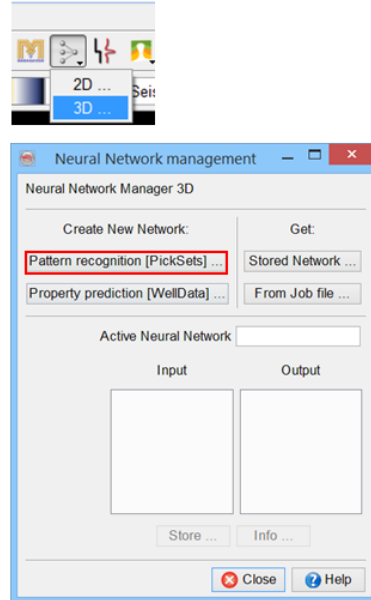 2D ...
Seis
3D ...
Neural Network management
Neural Network Manager 3D
Create New Network:
Get:
Pattern recognition [PickSets] ...
Stored Network ...
Property prediction [WellData] ...
From Job file ...
Active Neural Network
Input
Output
Store ...
Info ...
Close
Help